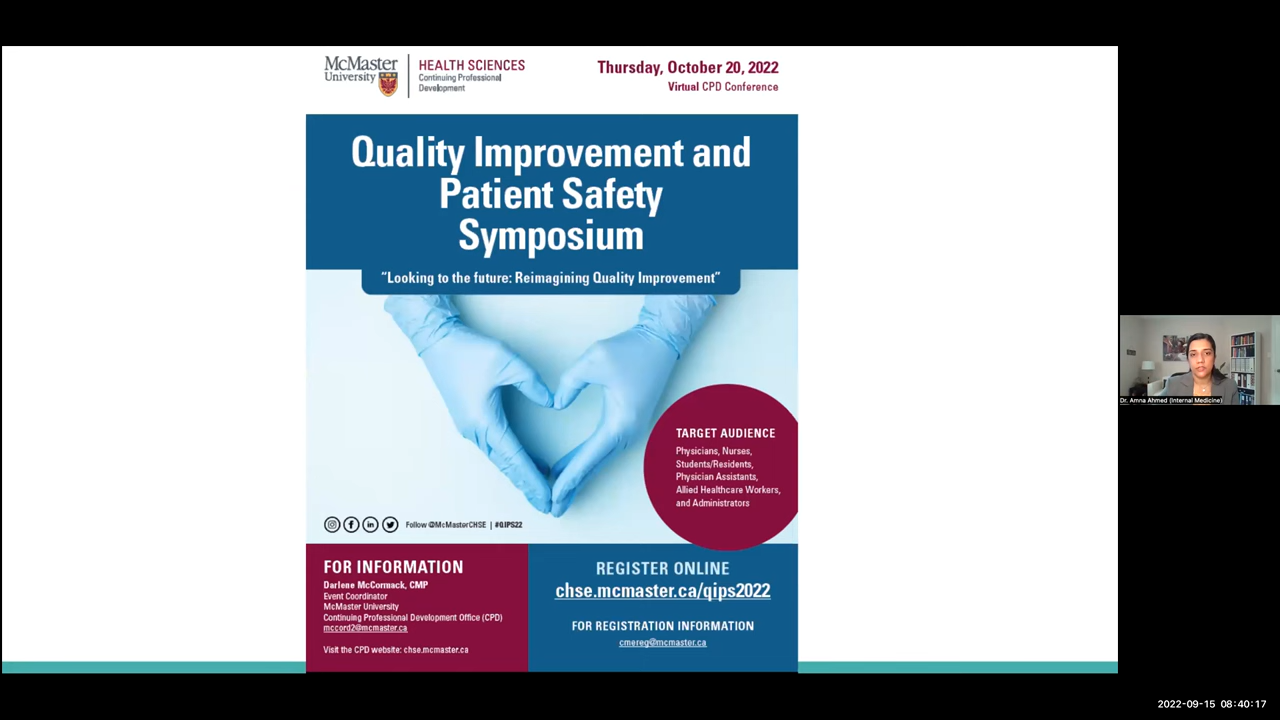 McMaster
University
HEALTH SCIENCES
Continuing Professional
Development
Thursday, October 20, 2022
Virtual CPD Conference
Quality Improvement and
Patient Safety
Symposium
“Looking to the future: Reimagining Quality Improvement”
TARGET AUDIENCE
Physicians, Nurses,
Students/Residents,
Physician Assistants,
Allied Healthcare Workers,
and Administrators
Follow @McMasterCHSE | #QIPS22
FOR INFORMATION
Darlene McCormack, CMP
Event Coordinator
McMaster University
Continuing Professional Development Office (CPD)
mccord2@mcmaster.ca
Visit the CPD website: chse.mcmaster.ca
REGISTER ONLINE
chse.mcmaster.ca/qips2022
FOR REGISTRATION INFORMATION
cmereg@mcmaster.ca
Dr. Amna Ahmed (Internal Medicine)
2022-09-15 08:40:17